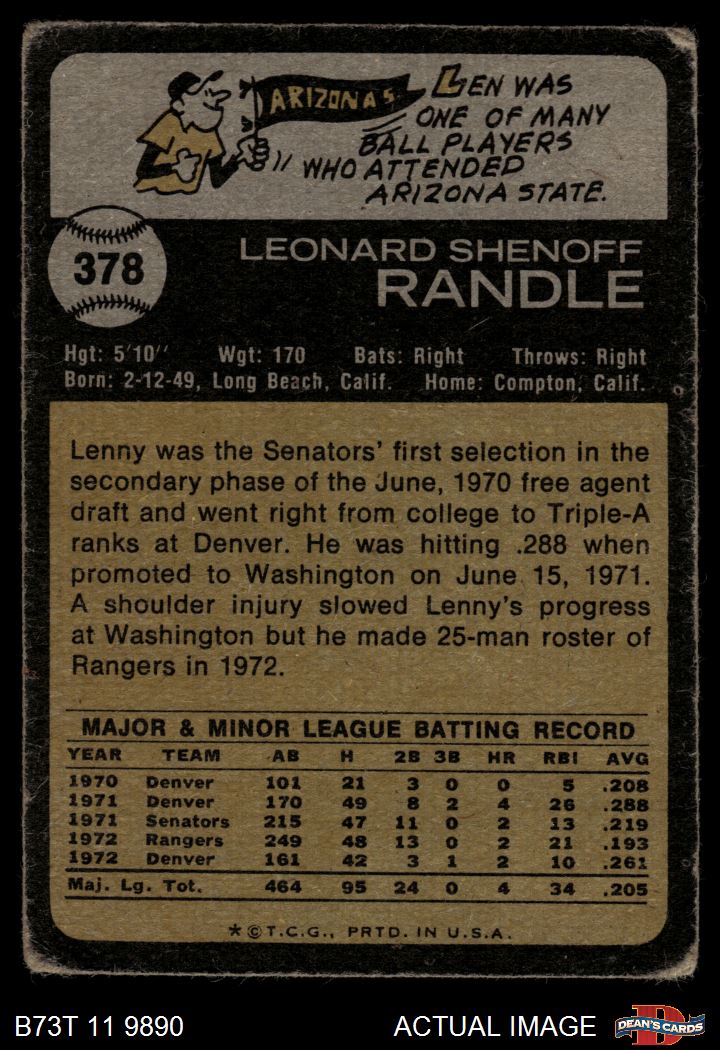 ARIZONA S
LEN WAS
ONE OF MANY
BALL PLAYERS
WHO ATTENDED
ARIZONA STATE.
378
LEONARD SHENOFF
RANDLE
Hgt: 5'10'' Wgt: 170 Bats: Right Throws: Right
Born: 2-12-49, Long Beach, Calif. Home: Compton, Calif.
Lenny was the Senators' first selection in the
secondary phase of the June, 1970 free agent
draft and went right from college to Triple-A
ranks at Denver. He was hitting .288 when
promoted to Washington on June 15, 1971.
A shoulder injury slowed Lenny's progress
at Washington but he made 25-man roster of
Rangers in 1972.
MAJOR & MINOR LEAGUE BATTING RECORD
YEAR TEAM AB H 2B 3B HR RBI AVG
1970 Denver 101 21 3 0 0 5 .208
1971 Denver 170 49 8 2 4 26 .288
1971 Senators 215 47 11 0 2 13 .219
1972 Rangers 249 48 13 0 2 21 .193
1972 Denver 161 42 3 1 2 10 .261
Maj. Lg. Tot. 464 95 24 0 4 34 .205
*©T.C.G., PRTD. IN U.S.A.
B73T 11 9890 ACTUAL IMAGE
DEAN'S CARDS